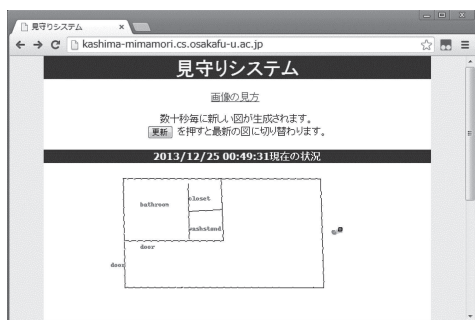 見守りシステム
kashima-mimamori.cs.osakafu-u.ac.jp
見守りシステム
画像の見方
数十秒毎に新しい図が生成されます。
更新 を押すと最新の図に切り替わります。
2013/12/25 00:49:31現在の状況
bathroom
closet
washstand
door
door